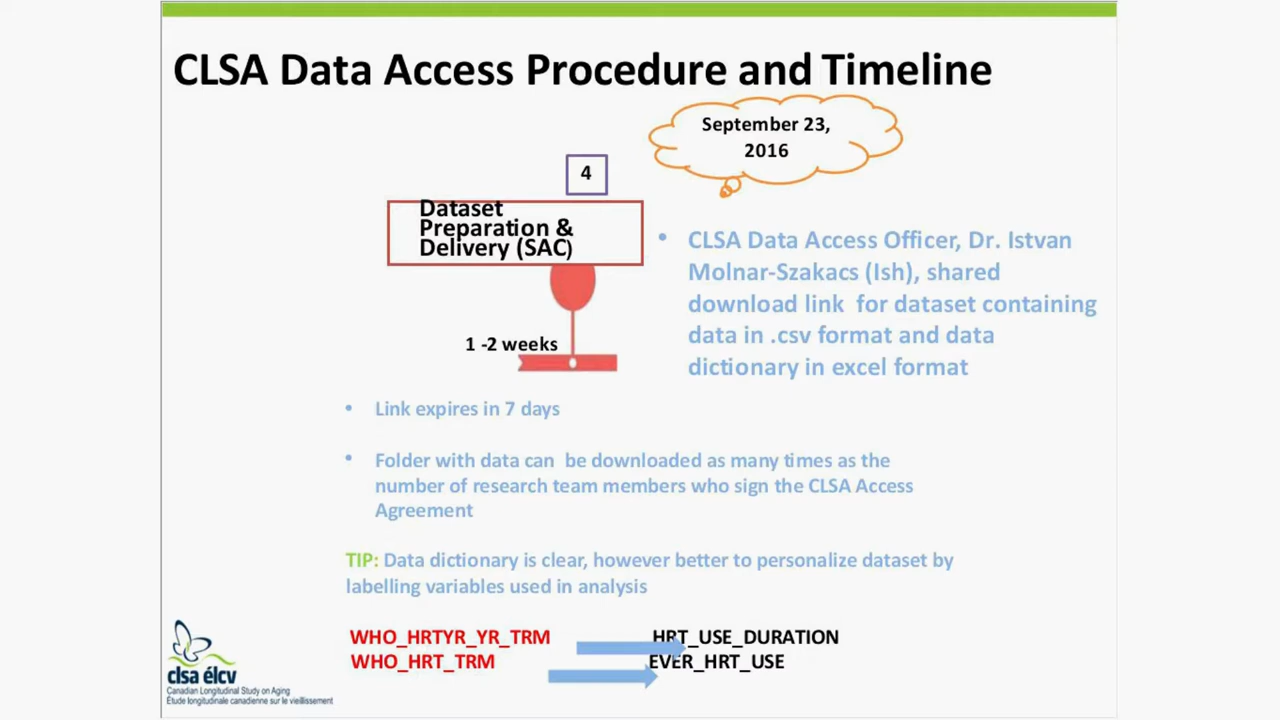 CLSA Data Access Procedure and Timeline
September 23,
2016
4
Dataset
Preparation &
Delivery (SAC)
1 -2 weeks
• CLSA Data Access Officer, Dr. Istvan
Molnar-Szakacs (Ish), shared
download link for dataset containing
data in .csv format and data
dictionary in excel format
• Link expires in 7 days
• Folder with data can be downloaded as many times as the
number of research team members who sign the CLSA Access
Agreement
TIP: Data dictionary is clear, however better to personalize dataset by
labelling variables used in analysis
WHO_HRTYR_YR_TRM HRT_USE_DURATION
WHO_HRT_TRM EVER_HRT_USE
clsa élcv
Canadian Longitudinal Study on Aging
Étude longitudinale canadienne sur le vieillissement